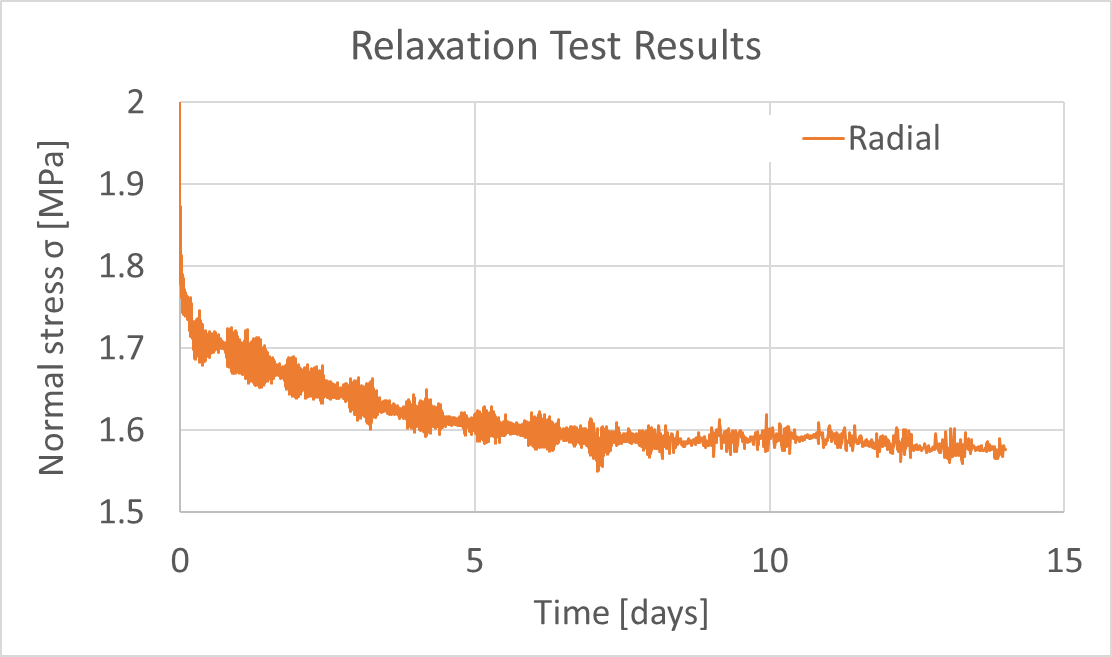 Relaxation Test Results
Normal stress σ [MPa]
2
1.9
1.8
1.7
1.6
1.5
Radial
0 5 10 15
Time [days]